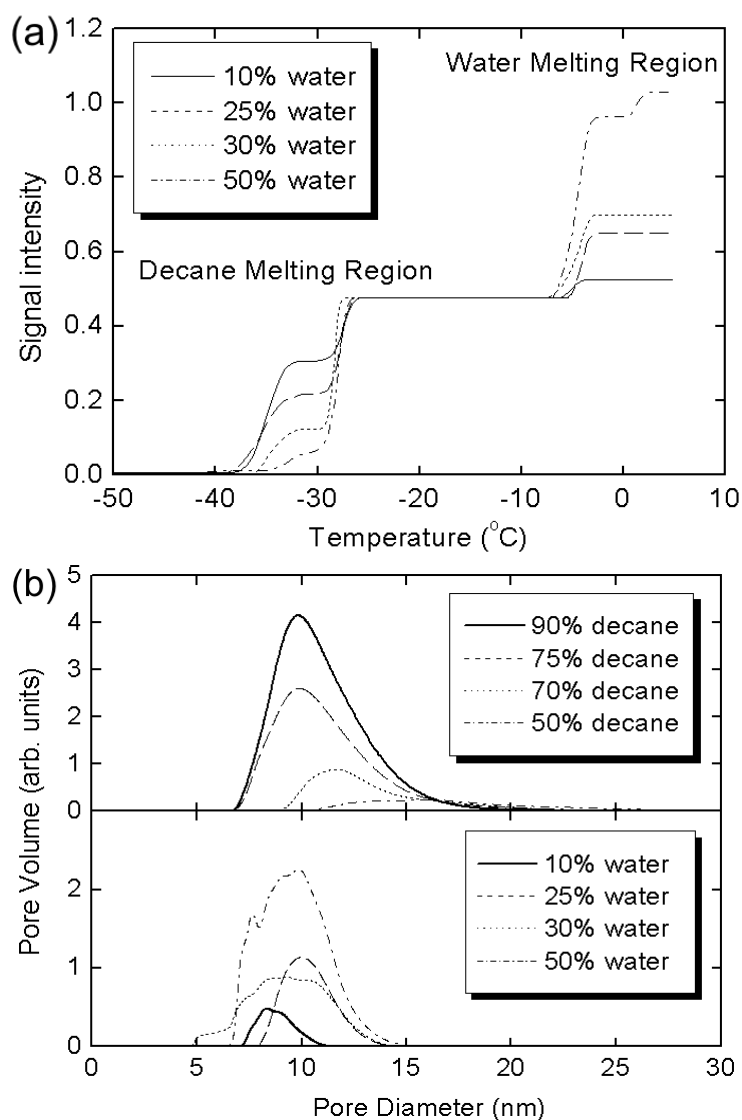 (a)
1.2
1.0
0.8
0.6
0.4
0.2
0.0
Signal intensity
10% water
25% water
30% water
50% water
Water Melting Region
Decane Melting Region
-50 -40 -30 -20 -10 0 10
Temperature (°C)
(b)
5
4
3
2
1
0
90% decane
75% decane
70% decane
50% decane
Pore Volume (arb. units)
2
1
0
10% water
25% water
30% water
50% water
0 5 10 15 20 25 30
Pore Diameter (nm)